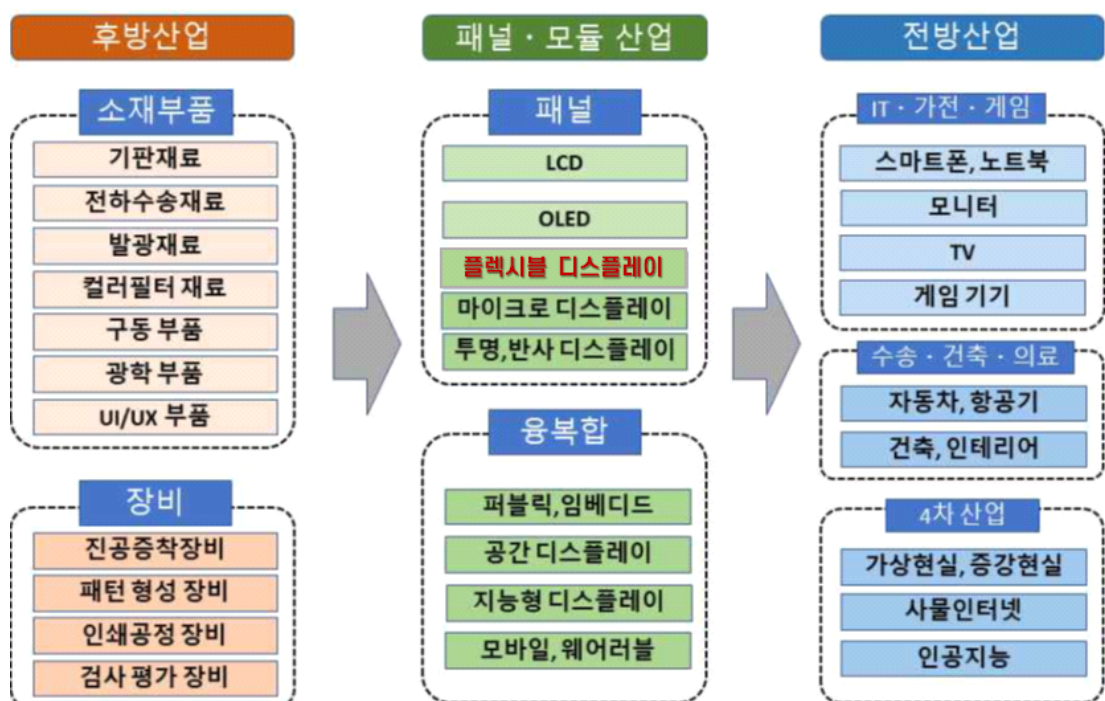 후방산업
소재부품
기판재료
전하수송재료
발광재료
컬러필터 재료
구동 부품
광학 부품
UI/UX 부품
장비
진공증착장비
패턴 형성 장비
인쇄공정 장비
검사 평가 장비
패널 · 모듈 산업
패널
LCD
OLED
플렉시블 디스플레이
마이크로 디스플레이
투명,반사 디스플레이
융복합
퍼블릭,임베디드
공간 디스플레이
지능형 디스플레이
모바일, 웨어러블
전방산업
IT · 가전 · 게임
스마트폰, 노트북
모니터
TV
게임 기기
수송 · 건축 · 의료
자동차, 항공기
건축, 인테리어
4차 산업
가상현실, 증강현실
사물인터넷
인공지능